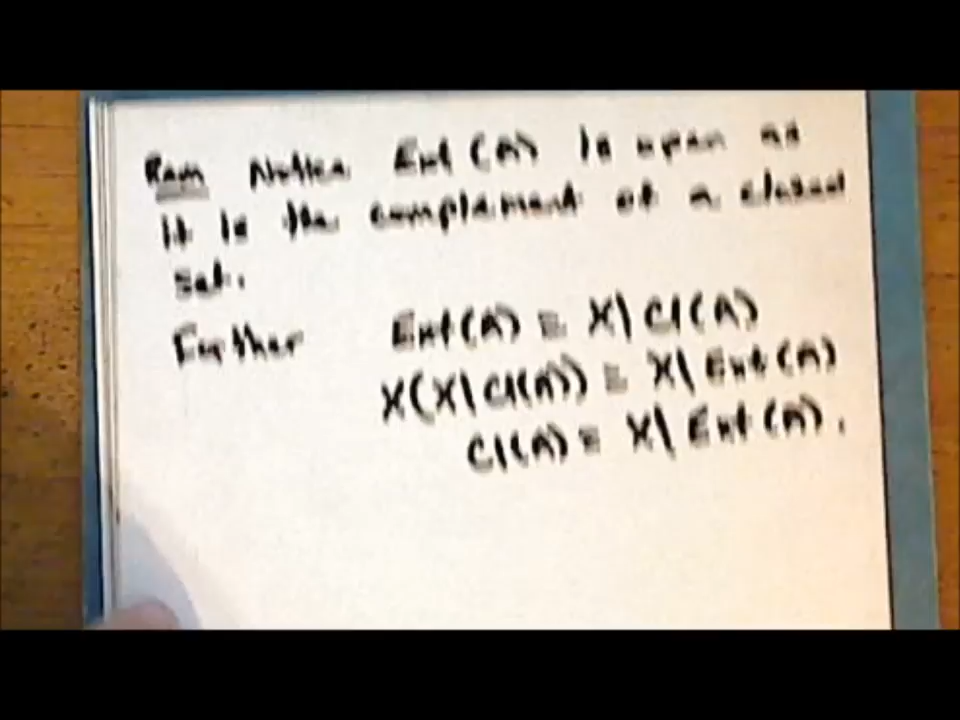 Rem Notice Ext(A) is open as
it is the complement of a closed
set.
Further Ext(A) = X\Cl(A)
X(X\Cl(A)) = X\Ext(A)
Cl(A) = X\Ext(A).